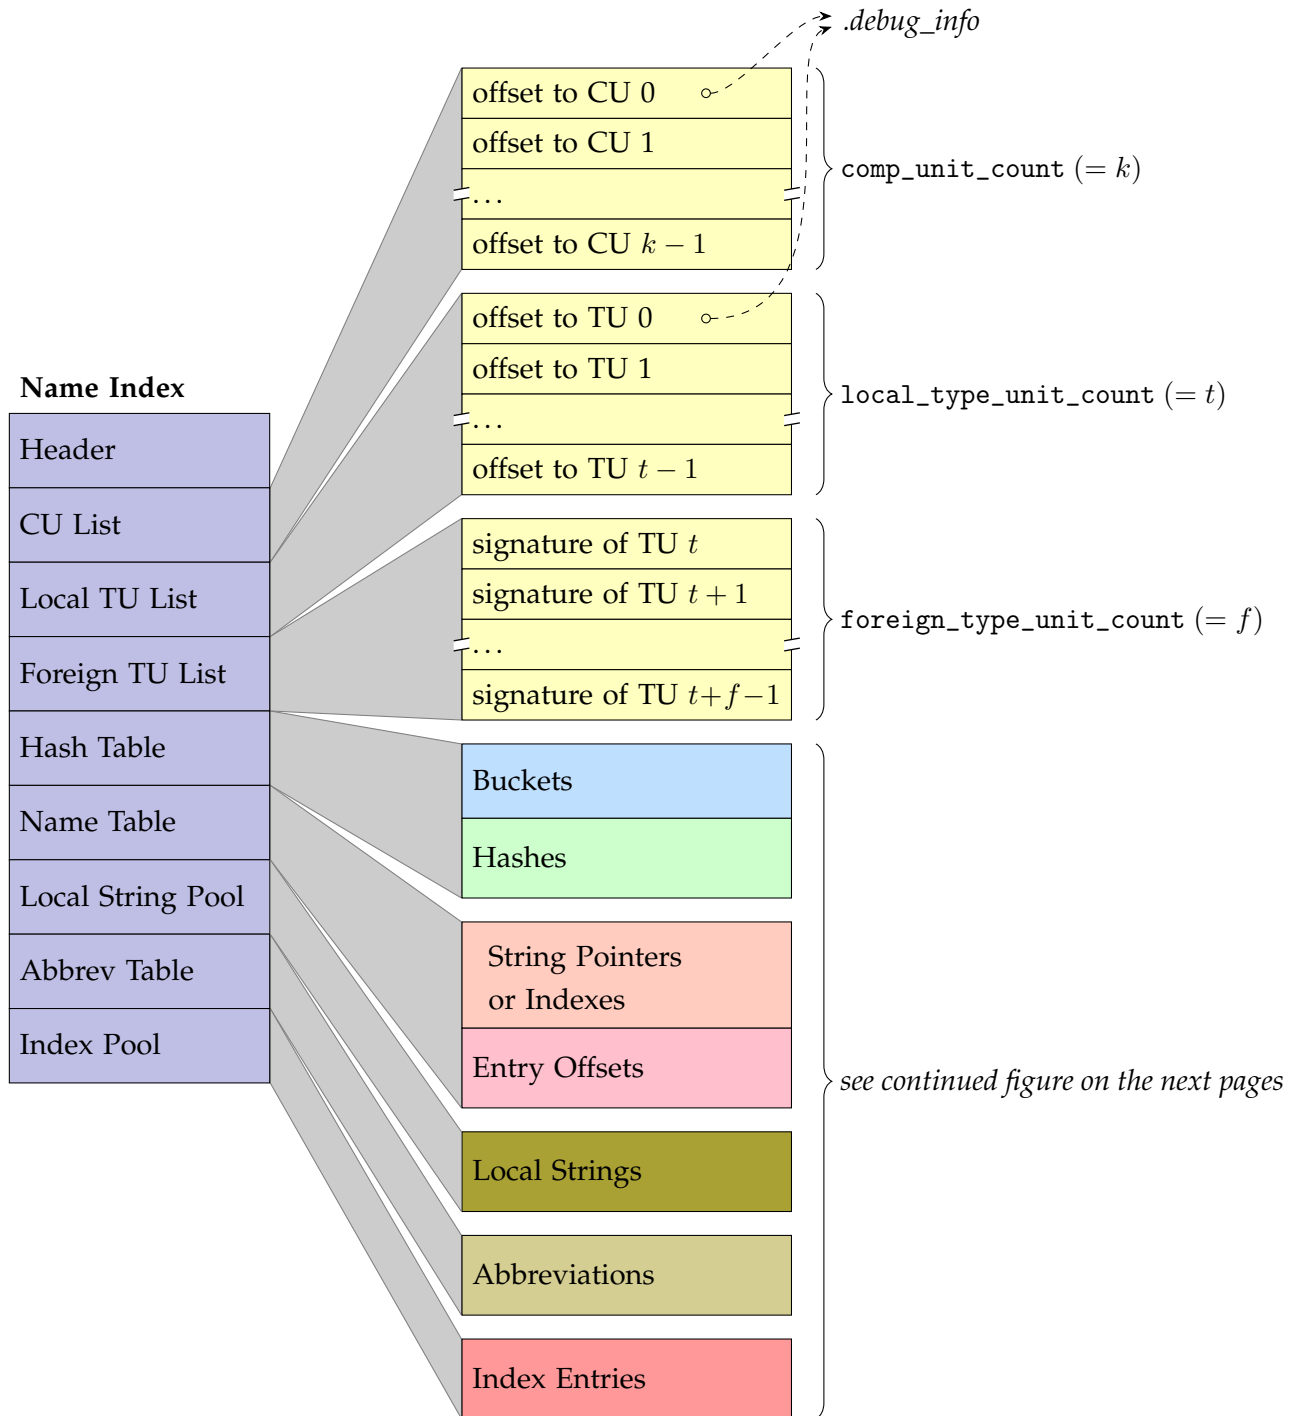 .debug_info
offset to CU 0
offset to CU 1
. . .
offset to CU k − 1
comp_unit_count (= k)
offset to TU 0
offset to TU 1
. . .
offset to TU t − 1
local_type_unit_count (= t)
signature of TU t
signature of TU t + 1
. . .
signature of TU t+f−1
foreign_type_unit_count (= f)
Name Index
Header
CU List
Local TU List
Foreign TU List
Hash Table
Name Table
Local String Pool
Abbrev Table
Index Pool
Buckets
Hashes
String Pointers
or Indexes
Entry Offsets
Local Strings
Abbreviations
Index Entries
see continued figure on the next pages